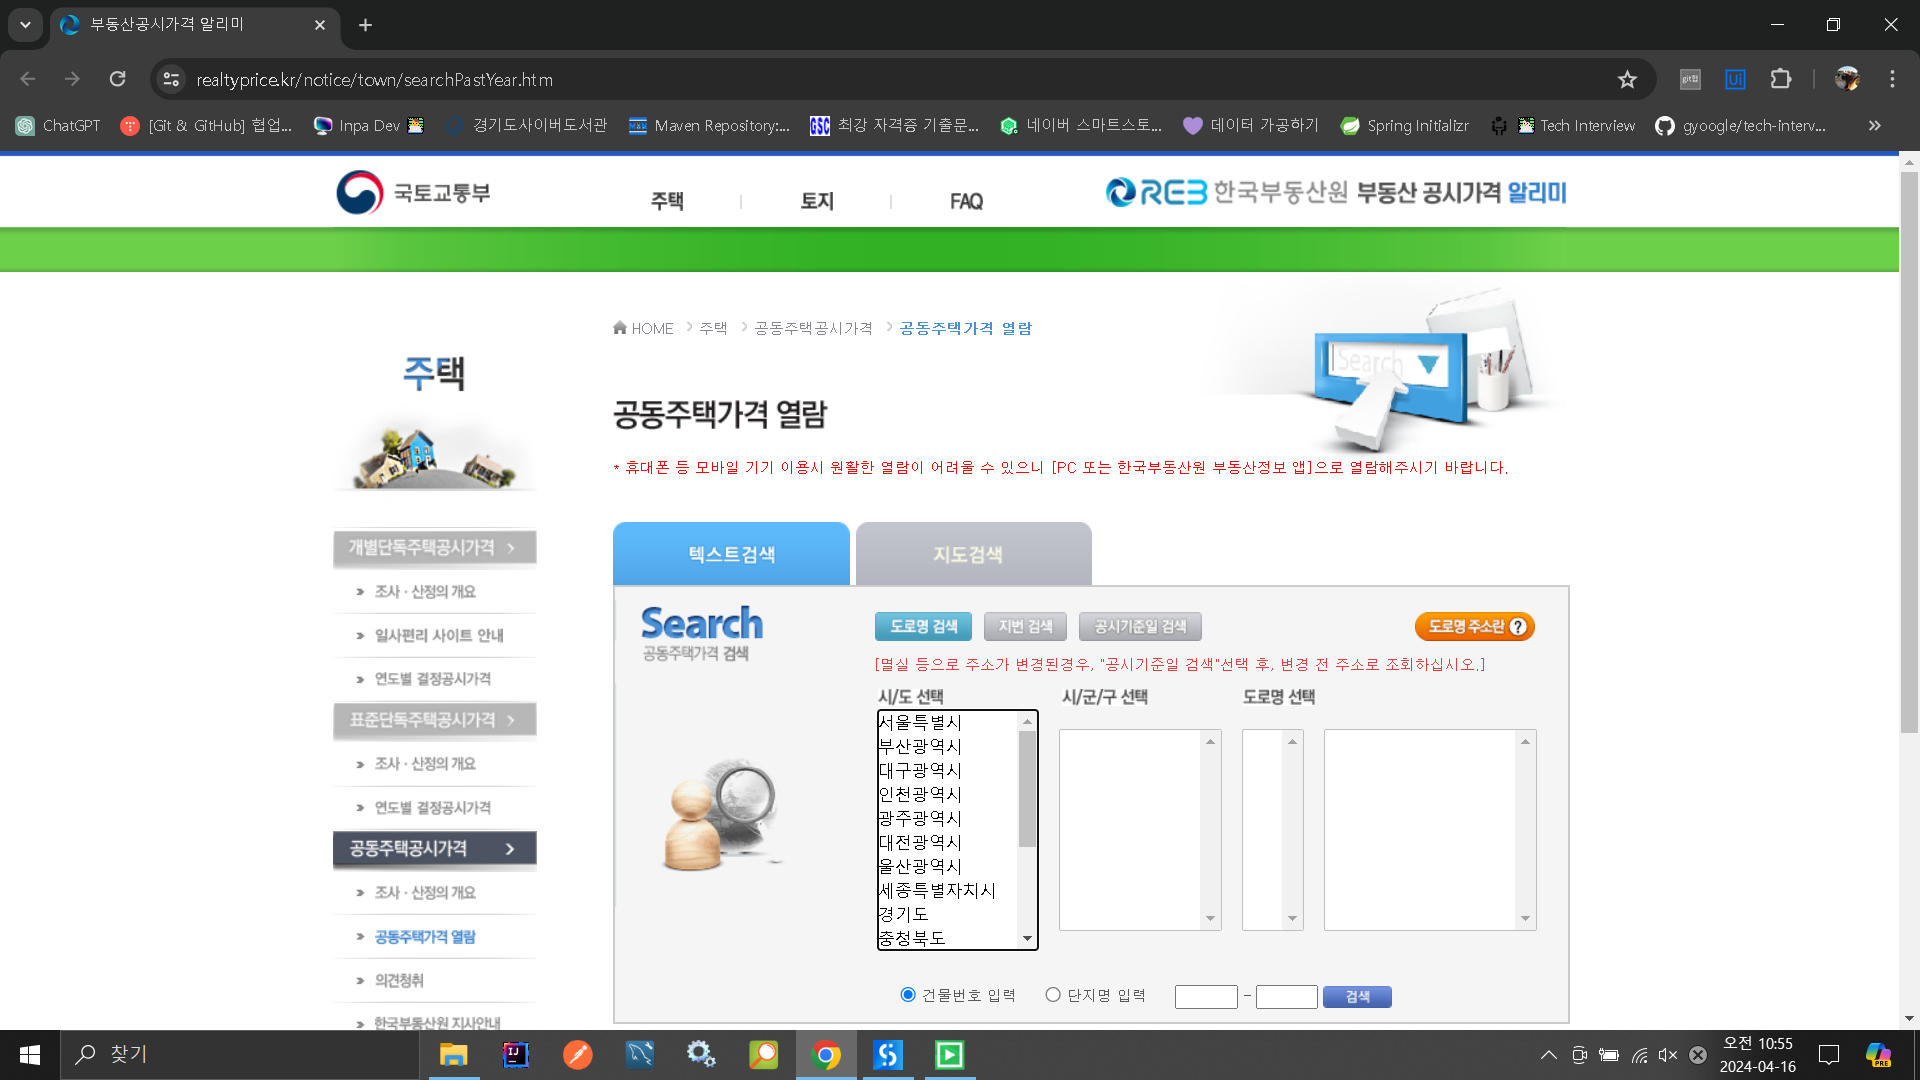 부동산공시가격 알리미
realtyprice.kr/notice/town/searchPastYear.htm
ChatGPT
[Git & GitHub] 협업...
Inpa Dev
경기도사이버도서관
Maven Repository:...
최강 자격증 기출문...
네이버 스마트스토...
데이터 가공하기
Spring Initializr
Tech Interview
gyoogle/tech-interv...
국토교통부
주택
토지
FAQ
REB 한국부동산원 부동산 공시가격 알리미
HOME > 주택 > 공동주택공시가격 > 공동주택가격 열람
주택
공동주택가격 열람
* 휴대폰 등 모바일 기기 이용시 원활한 열람이 어려울 수 있으니 [PC 또는 한국부동산원 부동산정보 앱]으로 열람해주시기 바랍니다.
Search
개별단독주택공시가격
조사 · 산정의 개요
일사편리 사이트 안내
연도별 결정공시가격
표준단독주택공시가격
조사 · 산정의 개요
연도별 결정공시가격
공동주택공시가격
조사 · 산정의 개요
공동주택가격 열람
의견청취
한국부동산원 지사안내
텍스트검색
지도검색
Search
공동주택가격 검색
도로명 검색
지번 검색
공시기준일 검색
도로명 주소란 ?
[멸실 등으로 주소가 변경된경우, "공시기준일 검색"선택 후, 변경 전 주소로 조회하십시오.]
시/도 선택
시/군/구 선택
도로명 선택
서울특별시
부산광역시
대구광역시
인천광역시
광주광역시
대전광역시
울산광역시
세종특별자치시
경기도
충청북도
건물번호 입력
단지명 입력
-
검색
찾기
오전 10:55
2024-04-16